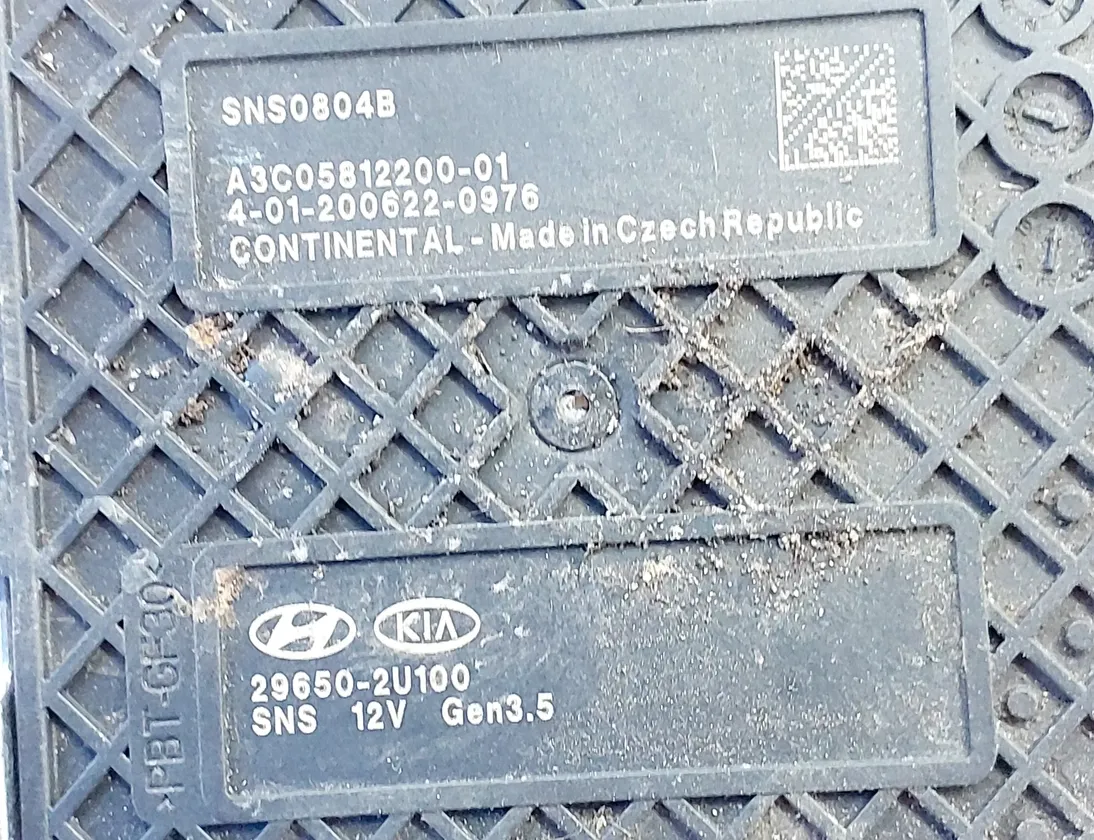 SNS0804B
A3C05812200-01
4-01-200622-0976
CONTINENTAL - Made in Czech Republic
KIA
29650-2U100
SNS 12V Gen3.5
>PBT-GF30<